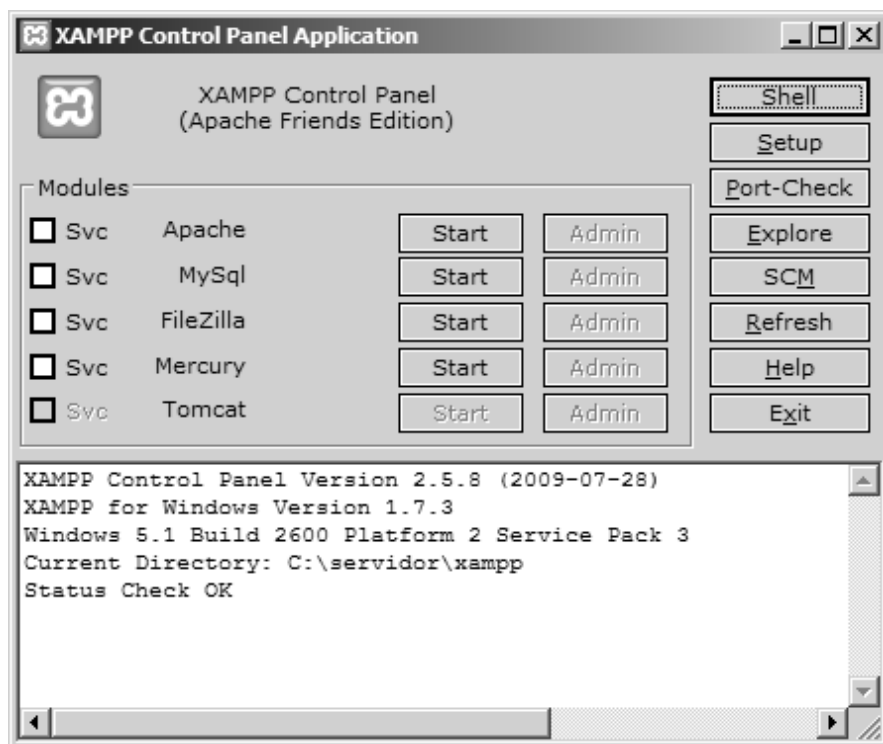 XAMPP Control Panel Application
XAMPP Control Panel
(Apache Friends Edition)
Shell
Setup
Port-Check
Explore
SCM
Refresh
Help
Exit
Modules
Svc Apache Start Admin
Svc MySql Start Admin
Svc FileZilla Start Admin
Svc Mercury Start Admin
Svc Tomcat Start Admin
XAMPP Control Panel Version 2.5.8 (2009-07-28)
XAMPP for Windows Version 1.7.3
Windows 5.1 Build 2600 Platform 2 Service Pack 3
Current Directory: C:\servidor\xampp
Status Check OK